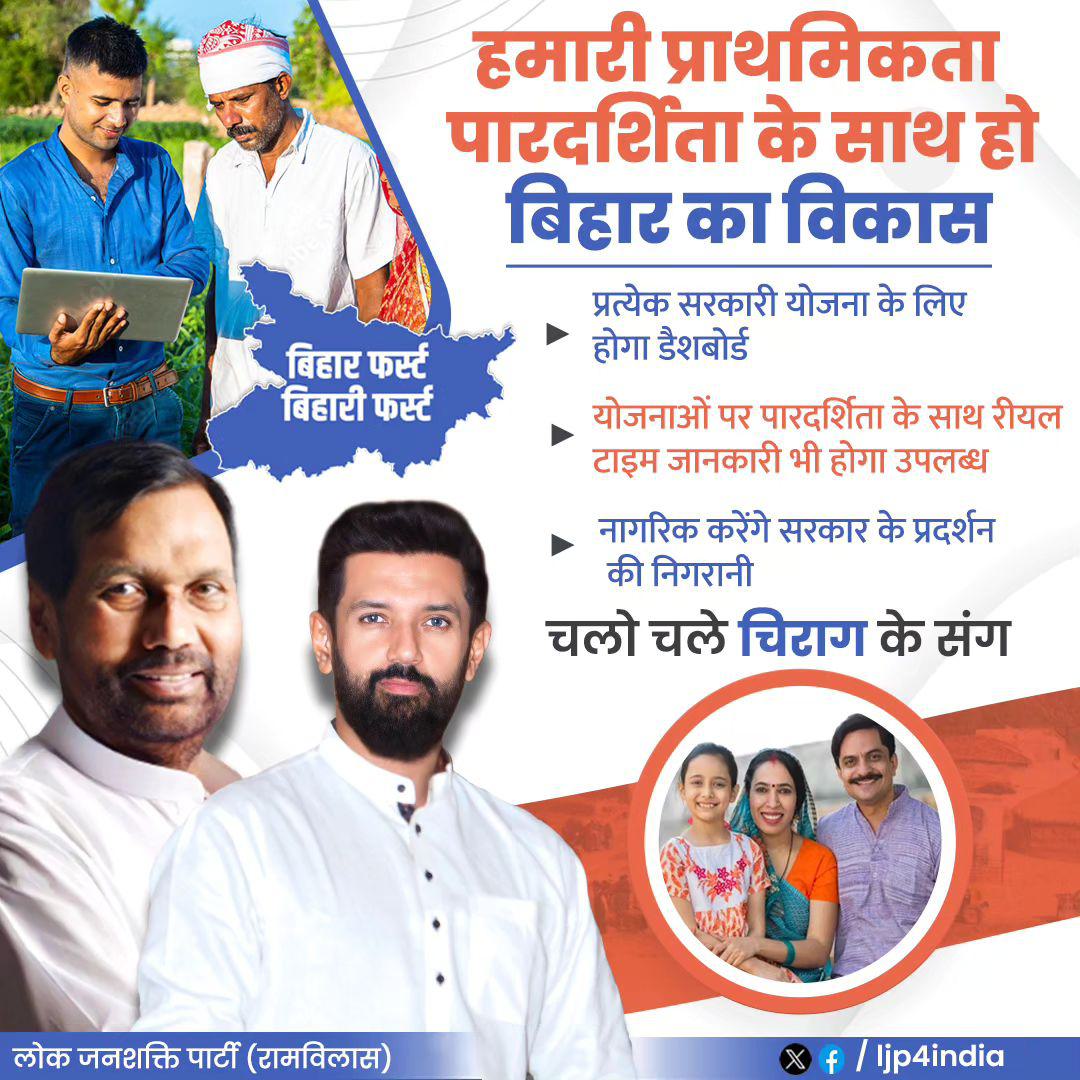 हमारी प्राथमिकता
पारदर्शिता के साथ हो
बिहार का विकास
प्रत्येक सरकारी योजना के लिए
होगा डैशबोर्ड
बिहार फर्स्ट
बिहारी फर्स्ट
योजनाओं पर पारदर्शिता के साथ रीयल
टाइम जानकारी भी होगा उपलब्ध
नागरिक करेंगे सरकार के प्रदर्शन
की निगरानी
चलो चले चिराग के संग
लोक जनशक्ति पार्टी (रामविलास)
/ ljp4india